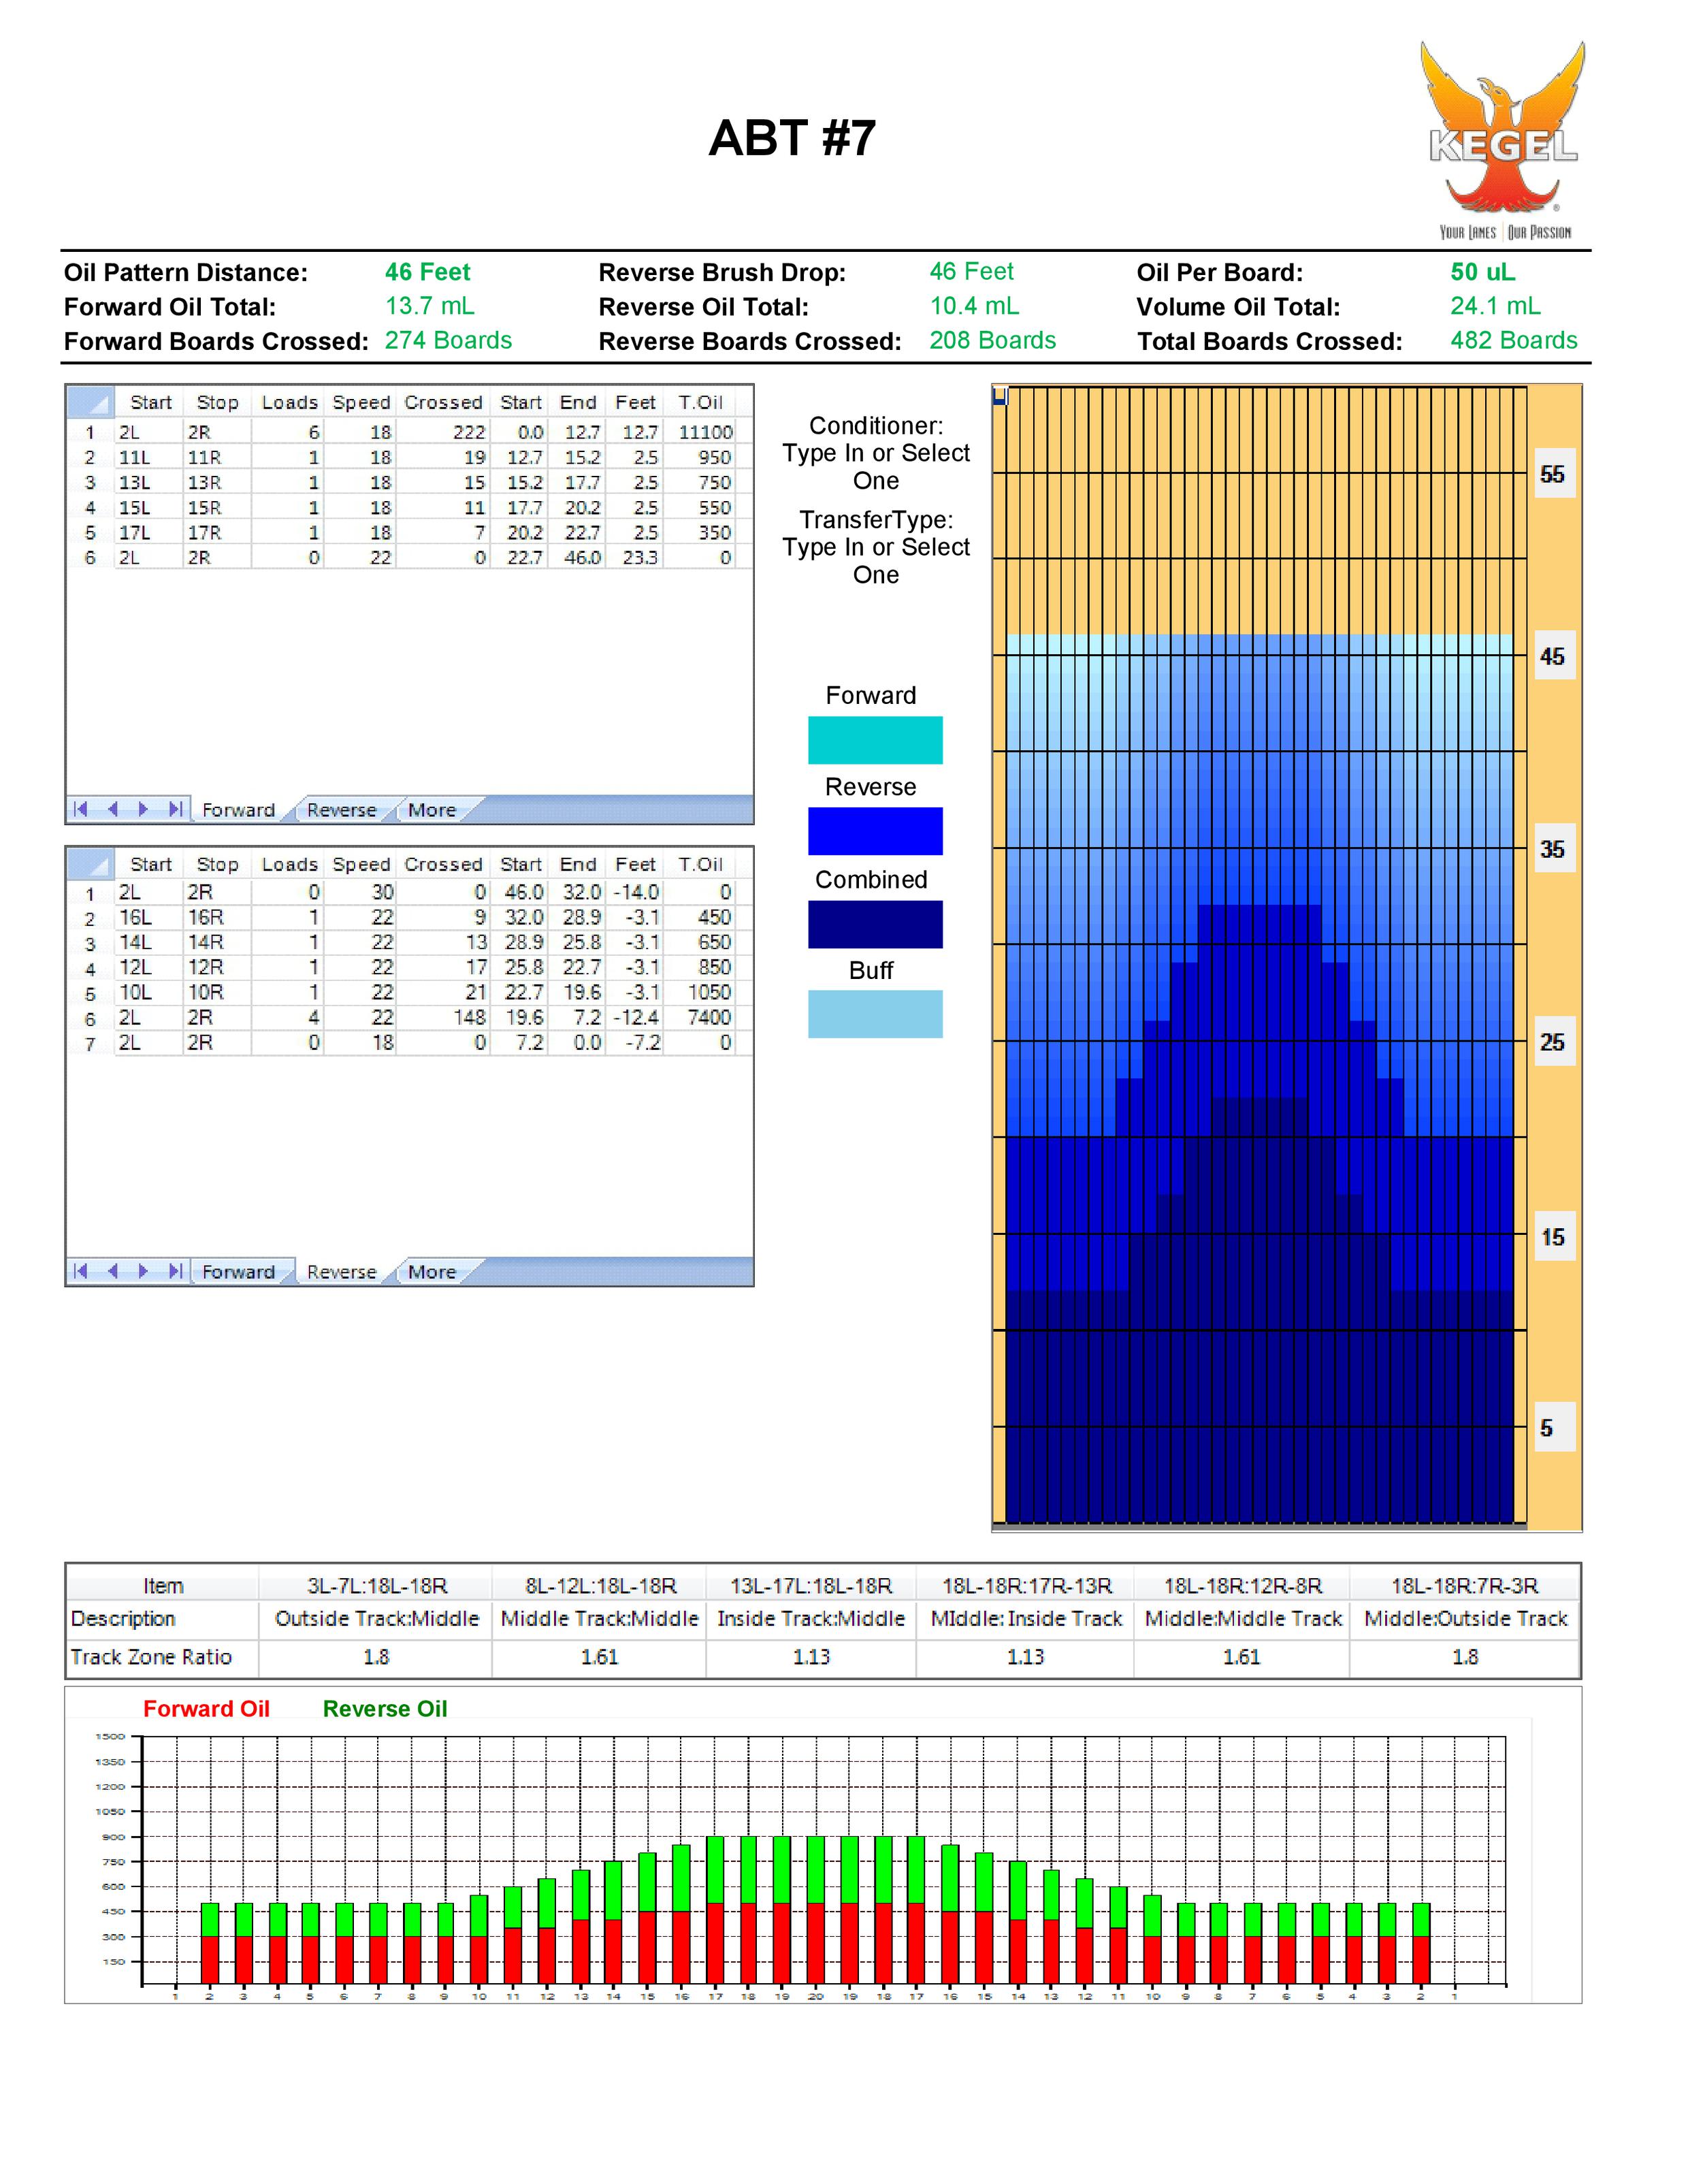 ABT #7
KEGEL
®
YOUR LANES | OUR PASSION
Oil Pattern Distance: 46 Feet Reverse Brush Drop: 46 Feet Oil Per Board: 50 uL
Forward Oil Total: 13.7 mL Reverse Oil Total: 10.4 mL Volume Oil Total: 24.1 mL
Forward Boards Crossed: 274 Boards Reverse Boards Crossed: 208 Boards Total Boards Crossed: 482 Boards
Start Stop Loads Speed Crossed Start End Feet T.Oil
1 2L 2R 6 18 222 0.0 12.7 12.7 11100
2 11L 11R 1 18 19 12.7 15.2 2.5 950
3 13L 13R 1 18 15 15.2 17.7 2.5 750
4 15L 15R 1 18 11 17.7 20.2 2.5 550
5 17L 17R 1 18 7 20.2 22.7 2.5 350
6 2L 2R 0 22 0 22.7 46.0 23.3 0
Forward Reverse More
Start Stop Loads Speed Crossed Start End Feet T.Oil
1 2L 2R 0 30 0 46.0 32.0 -14.0 0
2 16L 16R 1 22 9 32.0 28.9 -3.1 450
3 14L 14R 1 22 13 28.9 25.8 -3.1 650
4 12L 12R 1 22 17 25.8 22.7 -3.1 850
5 10L 10R 1 22 21 22.7 19.6 -3.1 1050
6 2L 2R 4 22 148 19.6 7.2 -12.4 7400
7 2L 2R 0 18 0 7.2 0.0 -7.2 0
Forward Reverse More
Conditioner:
Type In or Select
One
TransferType:
Type In or Select
One
Forward
Reverse
Combined
Buff
55
45
35
25
15
5
Item 3L-7L:18L-18R 8L-12L:18L-18R 13L-17L:18L-18R 18L-18R:17R-13R 18L-18R:12R-8R 18L-18R:7R-3R
Description Outside Track:Middle Middle Track:Middle Inside Track:Middle MIddle: Inside Track Middle:Middle Track Middle:Outside Track
Track Zone Ratio 1.8 1.61 1.13 1.13 1.61 1.8
Forward Oil Reverse Oil
1500
1350
1200
1050
900
750
600
450
300
150
1 2 3 4 5 6 7 8 9 10 11 12 13 14 15 16 17 18 19 20 19 18 17 16 15 14 13 12 11 10 9 8 7 6 5 4 3 2 1